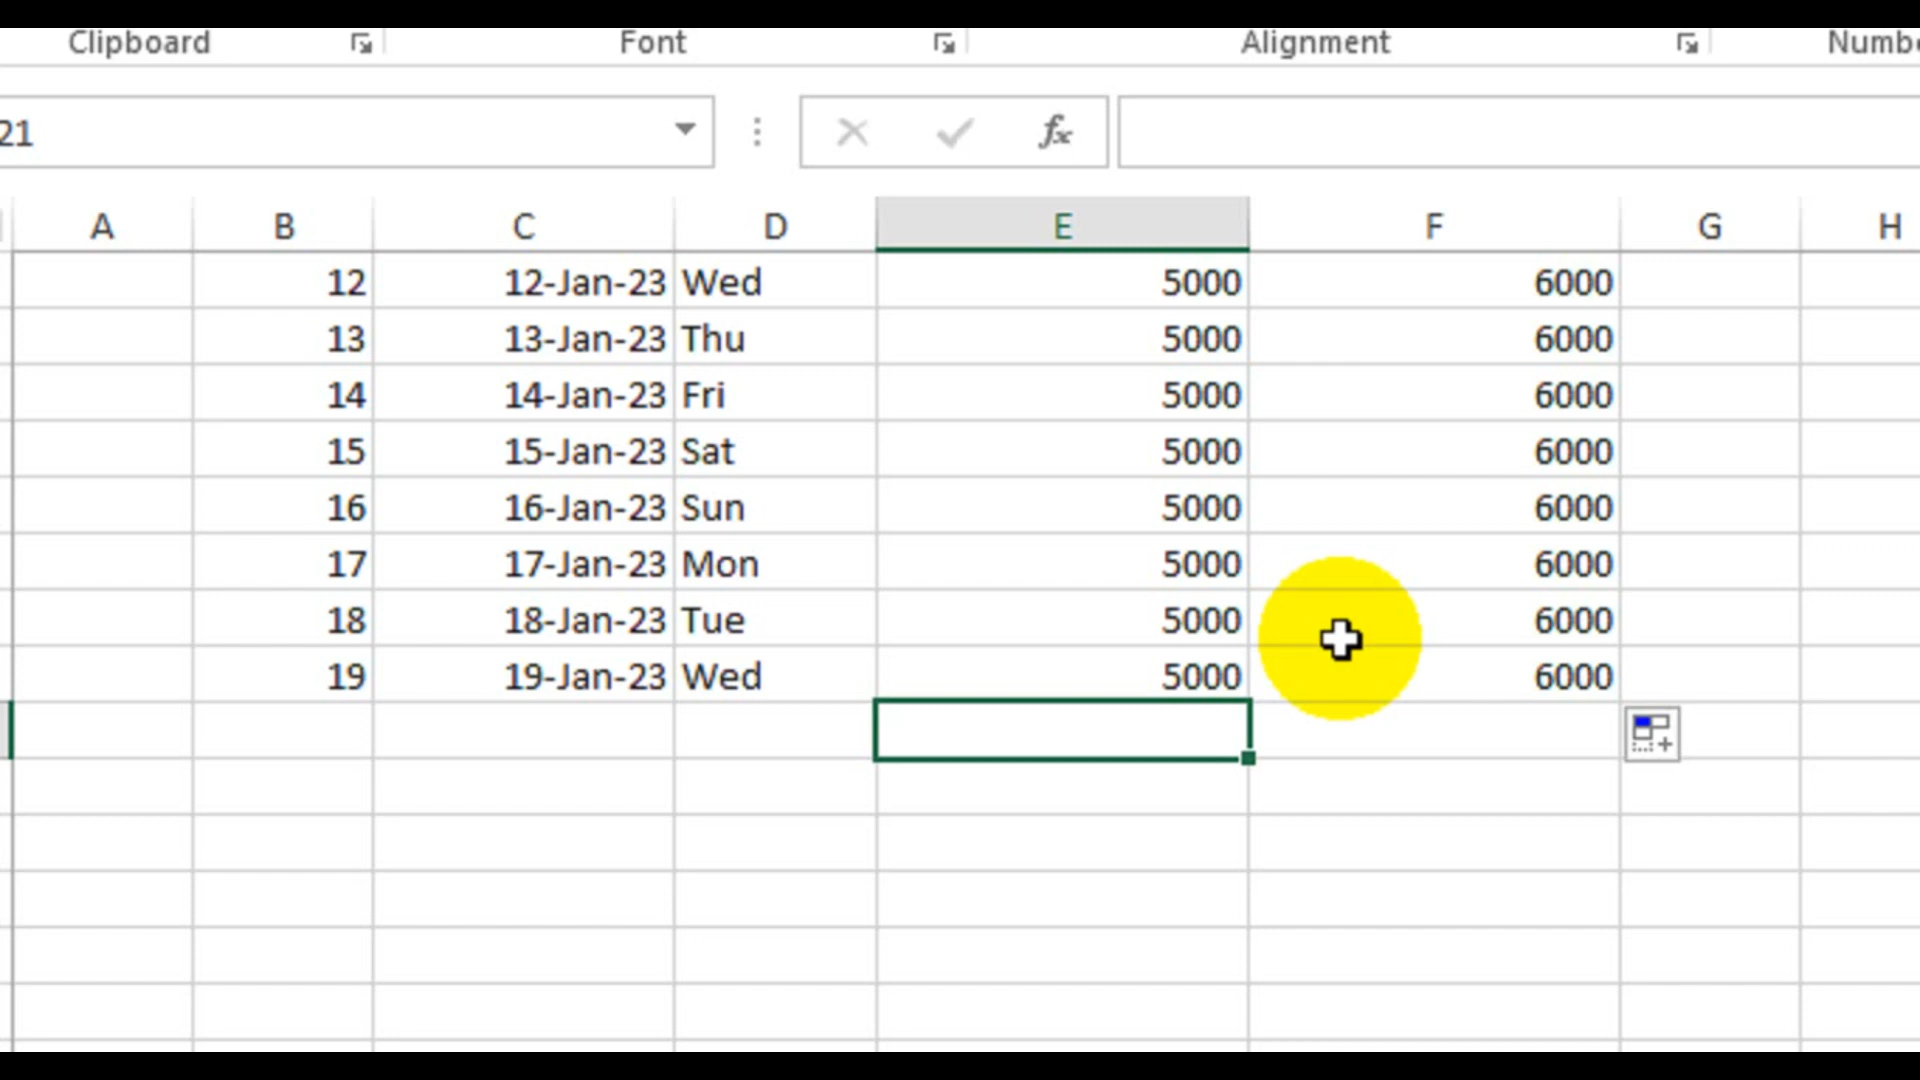 Clipboard Font Alignment
21 fx
A B C D E F G H
12 12-Jan-23 Wed 5000 6000
13 13-Jan-23 Thu 5000 6000
14 14-Jan-23 Fri 5000 6000
15 15-Jan-23 Sat 5000 6000
16 16-Jan-23 Sun 5000 6000
17 17-Jan-23 Mon 5000 6000
18 18-Jan-23 Tue 5000 6000
19 19-Jan-23 Wed 5000 6000